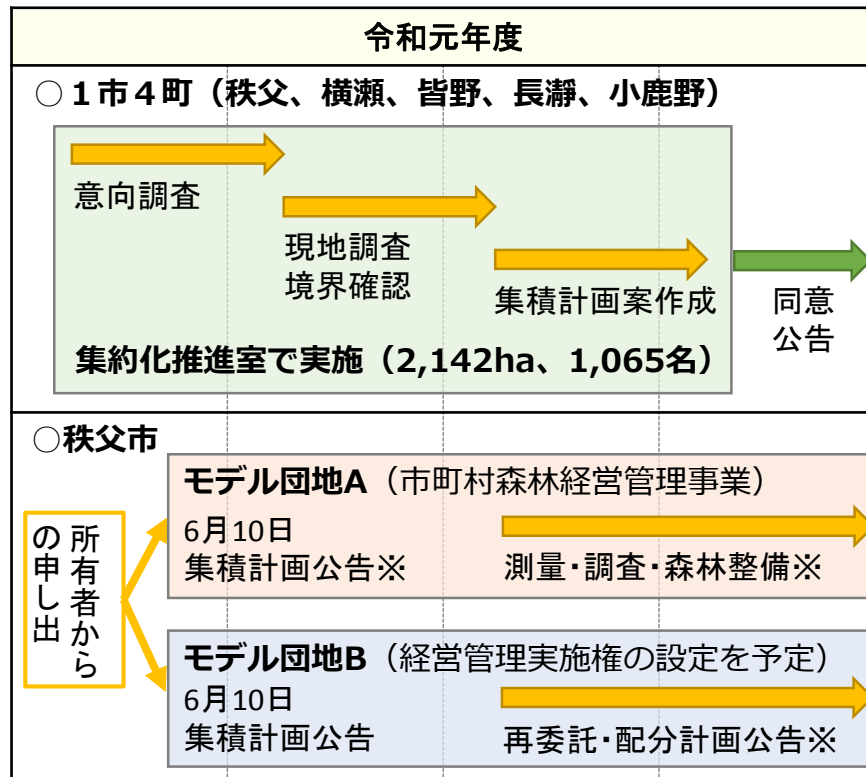 令和元年度
○１市４町（秩父、横瀬、皆野、長瀞、小鹿野）
意向調査
現地調査
境界確認
集積計画案作成
同意
公告
集約化推進室で実施（2,142ha、1,065名）
○秩父市
所有者から
の申し出
モデル団地A（市町村森林経営管理事業）
6月10日
集積計画公告※
測量・調査・森林整備※
モデル団地B（経営管理実施権の設定を予定）
6月10日
集積計画公告
再委託・配分計画公告※